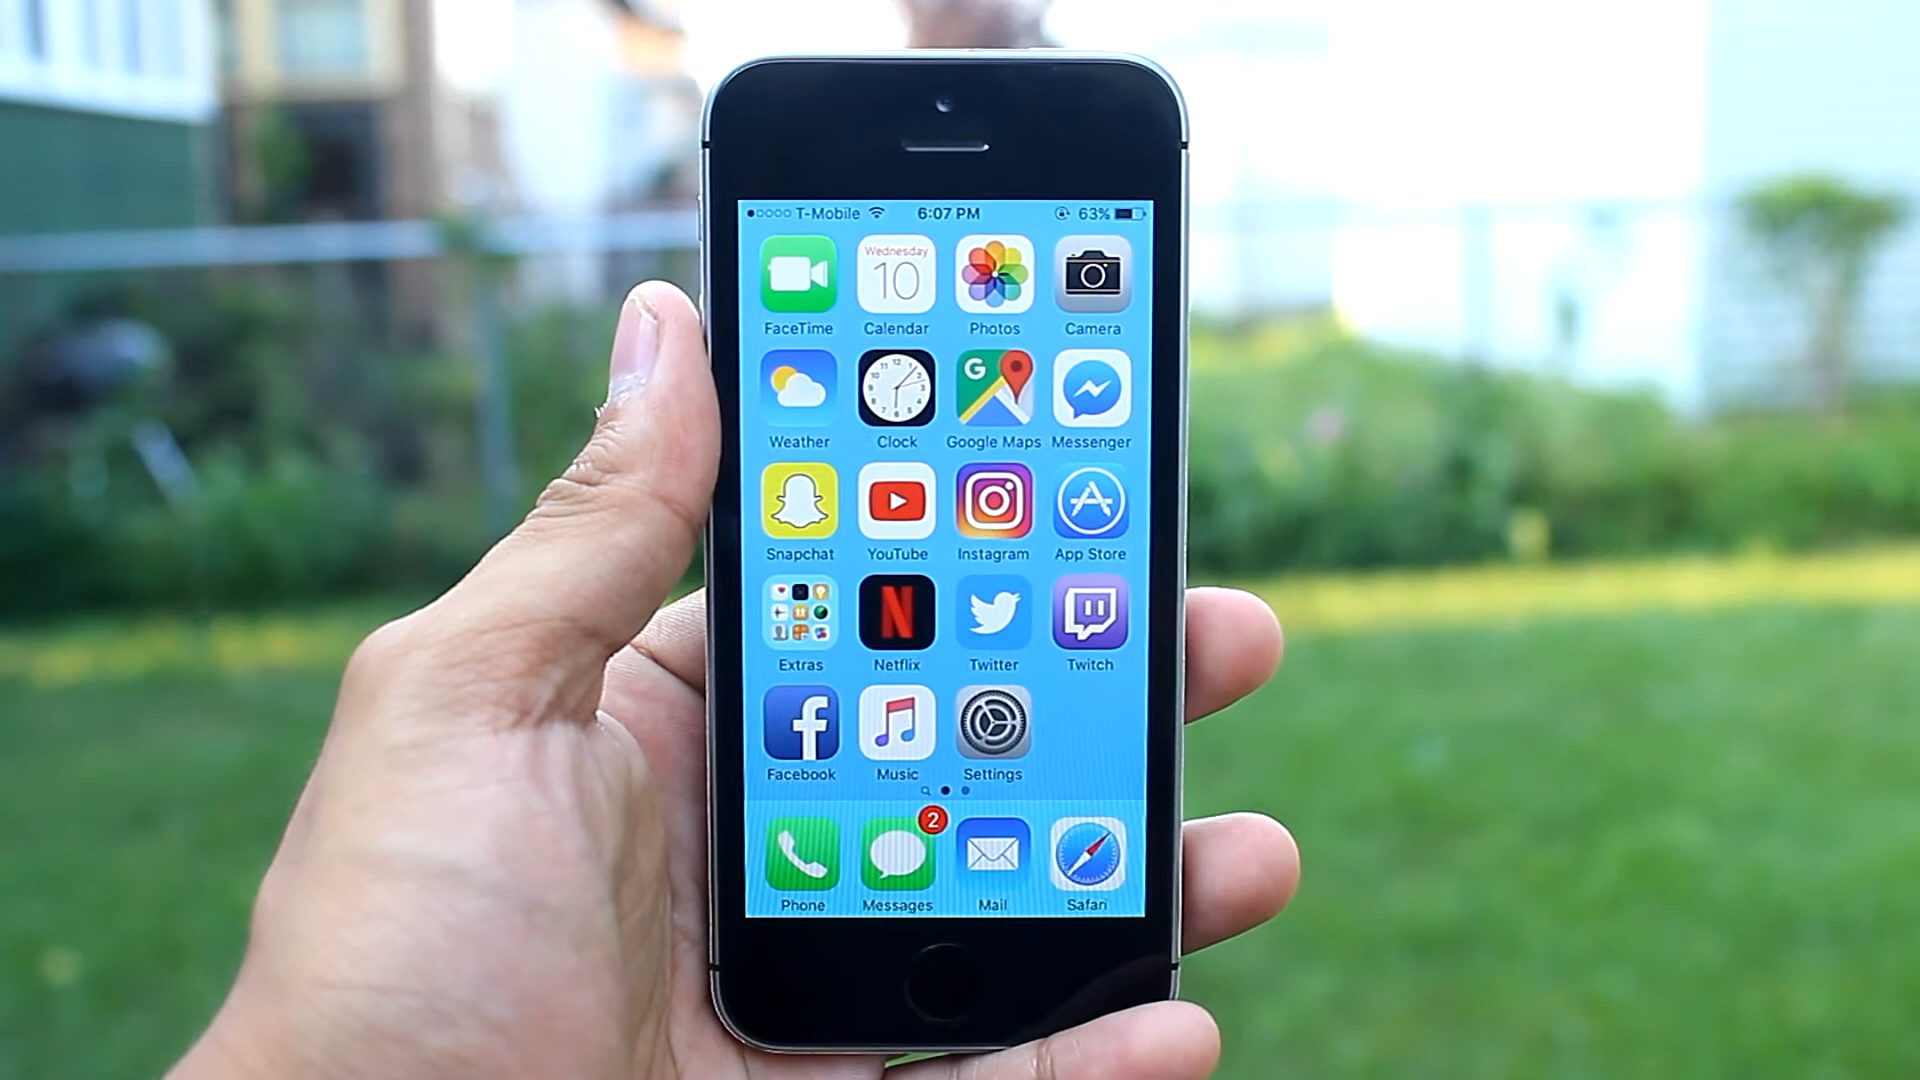 T-Mobile 6:07 PM 63%
Wednesday
10
FaceTime Calendar Photos Camera
G
Weather Clock Google Maps Messenger
Snapchat YouTube Instagram App Store
N
Extras Netflix Twitter Twitch
f
Facebook Music Settings
2
Phone Messages Mail Safari